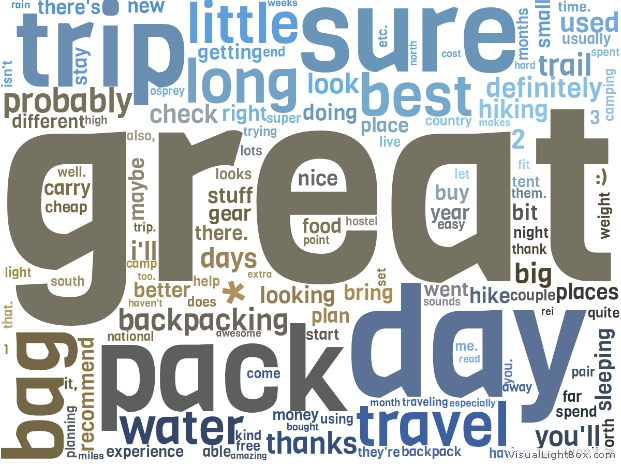 rain there's new weeks time.
trip little sure months small used
usually
isn't stay getting end etc. north cost hard spent
osprey long look best trail
probably definitely camping
check right super doing hiking 3
different high place country makes
also, trying live 2
great
lots fit
well. looks nice let tent :)
carry maybe stuff buy them.
cheap gear year bit weight
trip. there. food hostel easy night
i'll point thank
camp days big
light too. help extra set went
south better * looking bring sounds hike couple places
haven't does rei quite
that. backpacking plan
national awesome start day
1 pack me.
bag recommend read you. pair sleeping
it, come away far
month traveling especially spend
planning water money using travel
bought you'll north
kind thanks
miles experience able free they're backpack
amazing
VisualLightBox.com